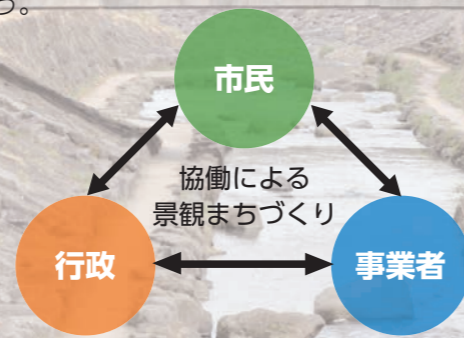 う。
市民
協働による
景観まちづくり
行政
事業者